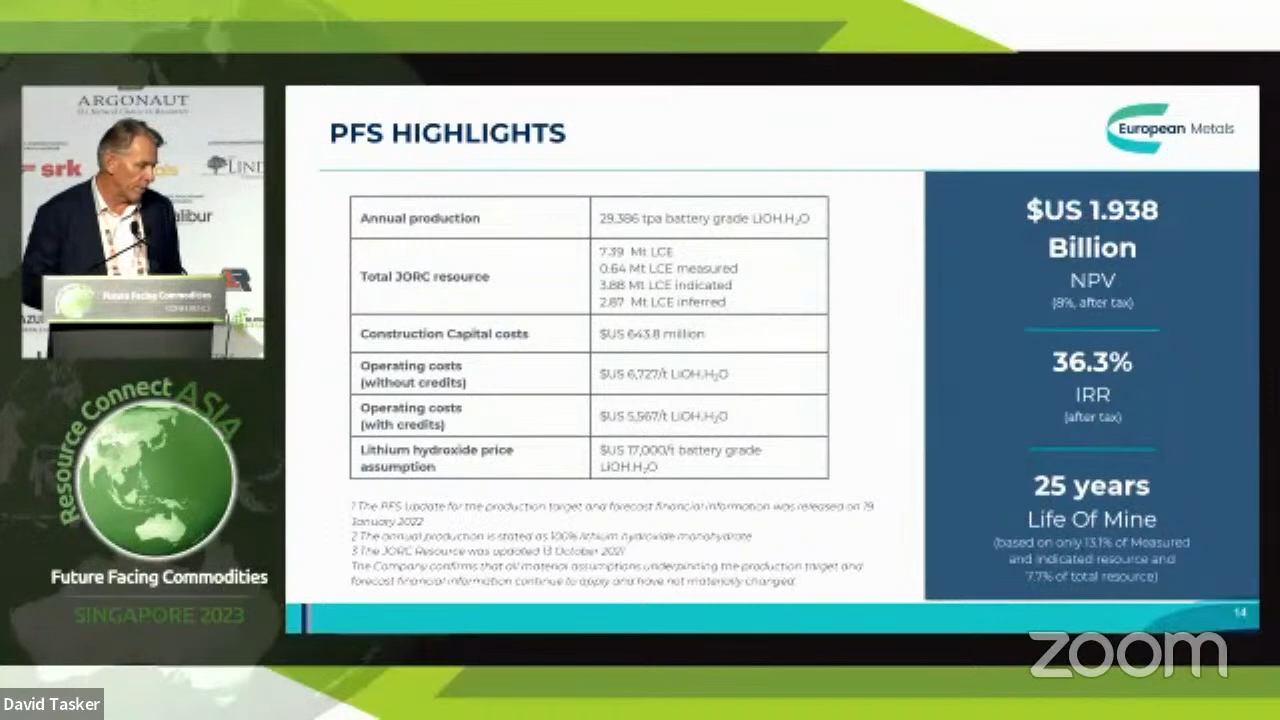 ARGONAUT
srk
LIND
calibur
Future Facing Commodities
CONFERENCE
Resource Connect ASIA
Future Facing Commodities
SINGAPORE 2023
PFS HIGHLIGHTS
European Metals
Annual production
29,386 tpa battery grade LiOH.H₂O
Total JORC resource
7.39 Mt LCE
0.64 Mt LCE measured
3.88 Mt LCE indicated
2.87 Mt LCE inferred
Construction Capital costs
$US 643.8 million
Operating costs
(without credits)
$US 6,727/t LiOH.H₂O
Operating costs
(with credits)
$US 5,567/t LiOH.H₂O
Lithium hydroxide price
assumption
$US 17,000/t battery grade
LiOH.H₂O
1 The PFS Update for the production target and forecast financial information was released on 19
January 2022
2 The annual production is stated as 100% lithium hydroxide monohydrate
3 The JORC Resource was updated 13 October 2021
The Company confirms that all material assumptions underpinning the production target and
forecast financial information continue to apply and have not materially changed
$US 1.938
Billion
NPV
(8%, after tax)
36.3%
IRR
(after tax)
25 years
Life Of Mine
(based on only 13.1% of Measured
and indicated resource and
7.7% of total resource)
14
zoom
David Tasker